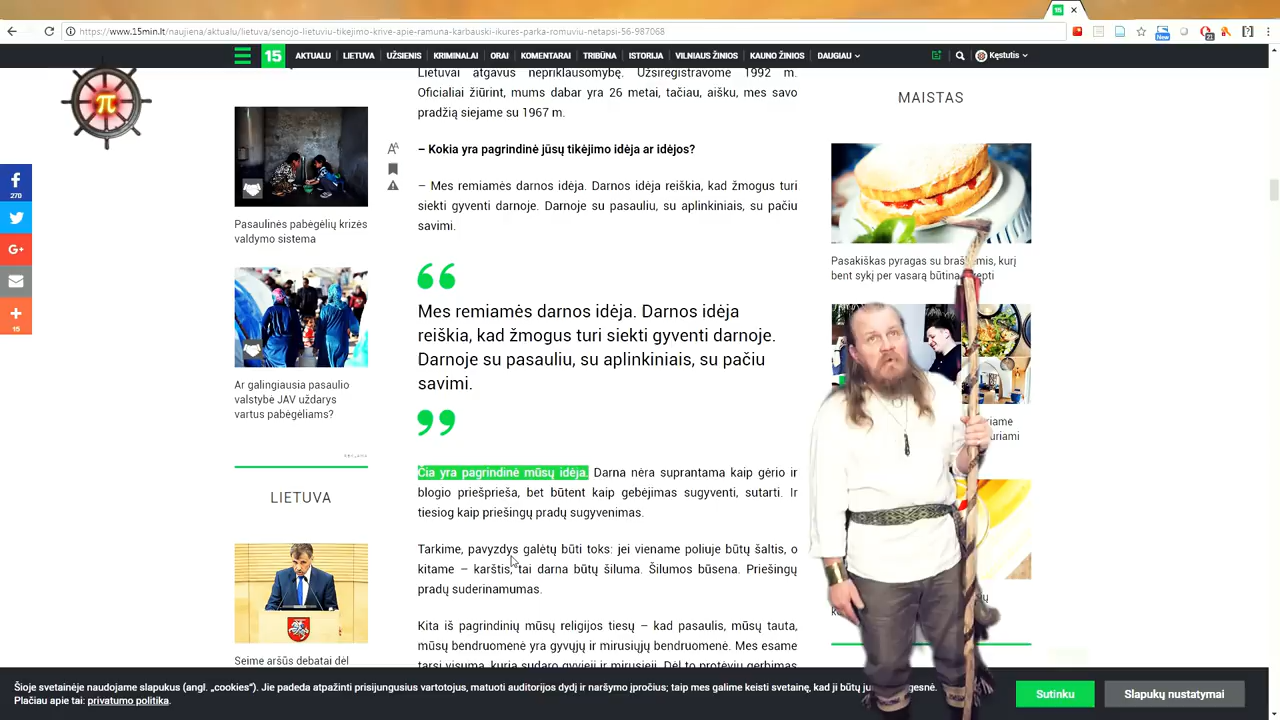 15
https://www.15min.lt/naujiena/aktualu/lietuva/senojo-lietuviu-tikejimo-krive-apie-ramuna-karbauski-ikures-parka-romuviu-netapsi-56-987068
New
21
[?]
15
AKTUALU
LIETUVA
UŽSIENIS
KRIMINALAI
ORAI
KOMENTARAI
TRIBŪNA
ISTORIJA
VILNIAUS ŽINIOS
KAUNO ŽINIOS
DAUGIAU
Kęstutis
π
270
G+
15
Pasaulinės pabėgėlių krizės
valdymo sistema
Ar galingiausia pasaulio
valstybė JAV uždarys
vartus pabėgėliams?
REKLAMA
LIETUVA
Seime aršūs debatai dėl
Lietuvai atgavus nepriklausomybę. Užsiregistravome 1992 m.
Oficialiai žiūrint, mums dabar yra 26 metai, tačiau, aišku, mes savo
pradžią siejame su 1967 m.
– Kokia yra pagrindinė jūsų tikėjimo idėja ar idėjos?
– Mes remiamės darnos idėja. Darnos idėja reiškia, kad žmogus turi
siekti gyventi darnoje. Darnoje su pasauliu, su aplinkiniais, su pačiu
savimi.
“
Mes remiamės darnos idėja. Darnos idėja
reiškia, kad žmogus turi siekti gyventi darnoje.
Darnoje su pasauliu, su aplinkiniais, su pačiu
savimi.
”
Čia yra pagrindinė mūsų idėja. Darna nėra suprantama kaip gėrio ir
blogio priešprieša, bet būtent kaip gebėjimas sugyventi, sutarti. Ir
tiesiog kaip priešingų pradų sugyvenimas.
Tarkime, pavyzdys galėtų būti toks: jei viename poliuje būtų šaltis, o
kitame – karštis, tai darna būtų šiluma. Šilumos būsena. Priešingų
pradų suderinamumas.
Kita iš pagrindinių mūsų religijos tiesų – kad pasaulis, mūsų tauta,
mūsų bendruomenė yra gyvųjų ir mirusiųjų bendruomenė. Mes esame
tarsi visuma, kurią sudaro gyvieji ir mirusieji. Dėl to protėvių gerbimas
MAISTAS
Pasakiškas pyragas su braškėmis, kurį
bent sykį per vasarą būtina
Šioje svetainėje naudojame slapukus (angl. „cookies“). Jie padeda atpažinti prisijungusius vartotojus, matuoti auditorijos dydį ir naršymo įpročius; taip mes galime keisti svetainę, kad ji būtų
Plačiau apie tai: privatumo politika.
Sutinku
Slapukų nustatymai